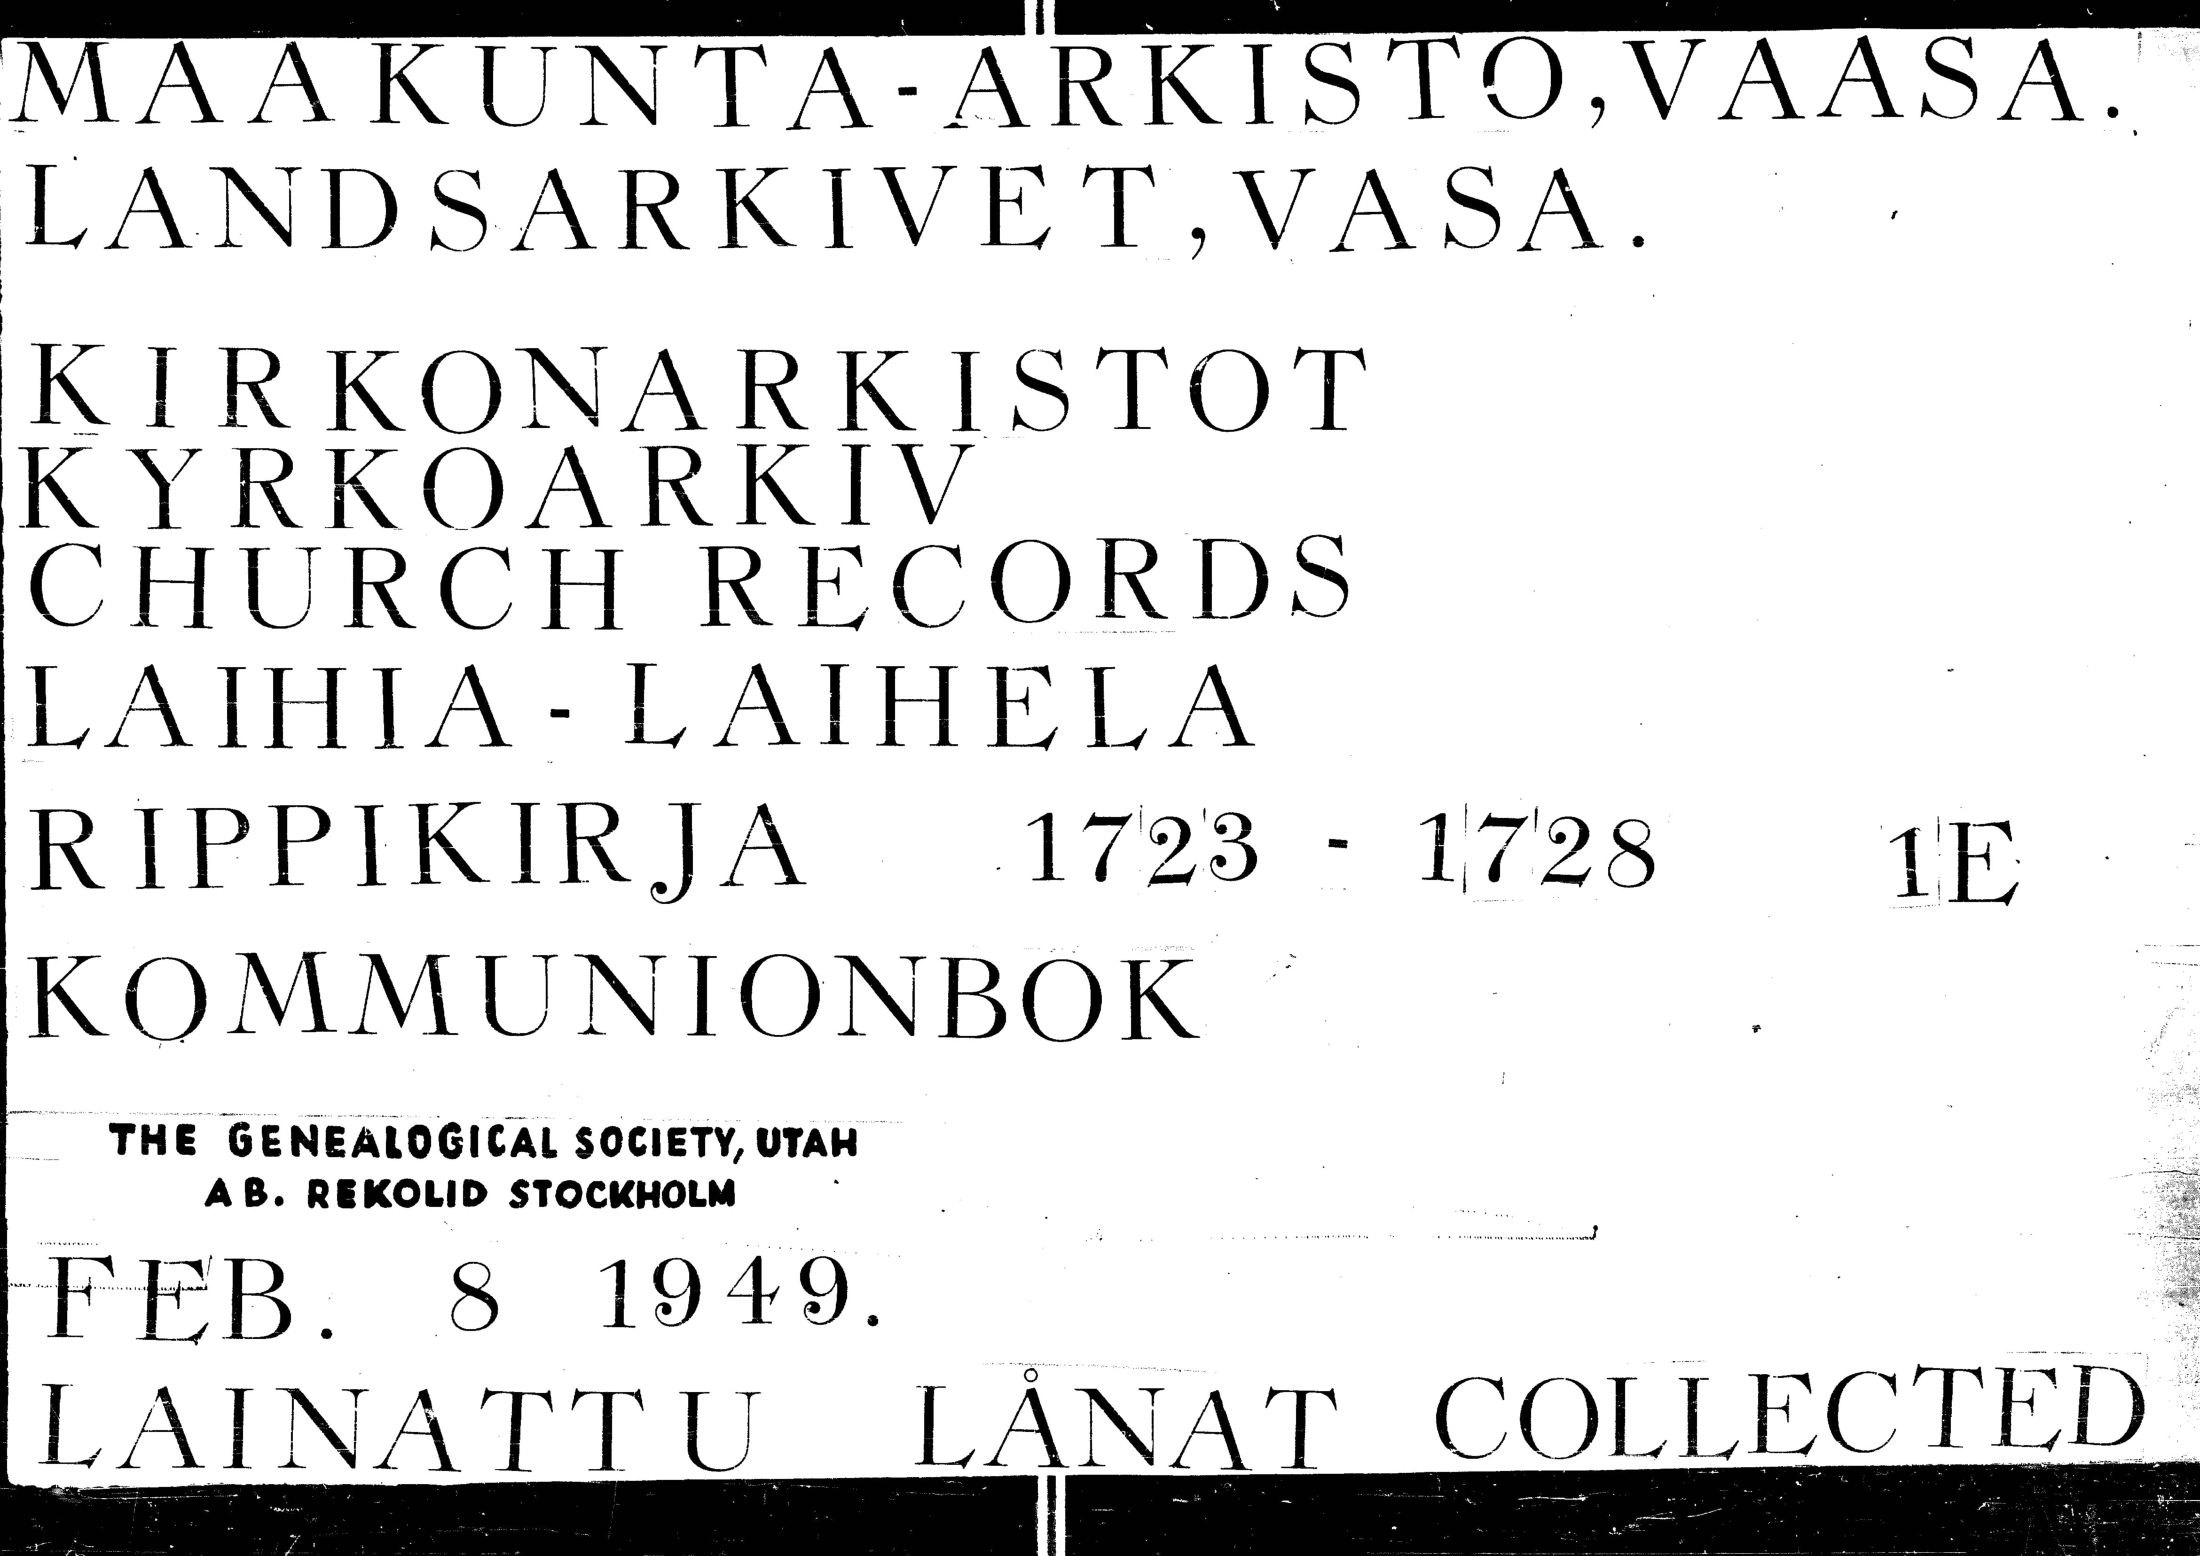 MAAKUNTA-ARKISTO, VAASA.
LANDSARKIVET, VASA.
KIRKONARKISTOT
KYRKOARKIV
CHURCH RECORDS
LAIHIA - LAIHELA
RIPPIKIRJA 1723 - 1728 1E
KOMMUNIONBOK
THE GENEALOGICAL SOCIETY, UTAH
AB. REKOLID STOCKHOLM
FEB. 8 1949.
LAINATTU LÅNAT COLLECTED